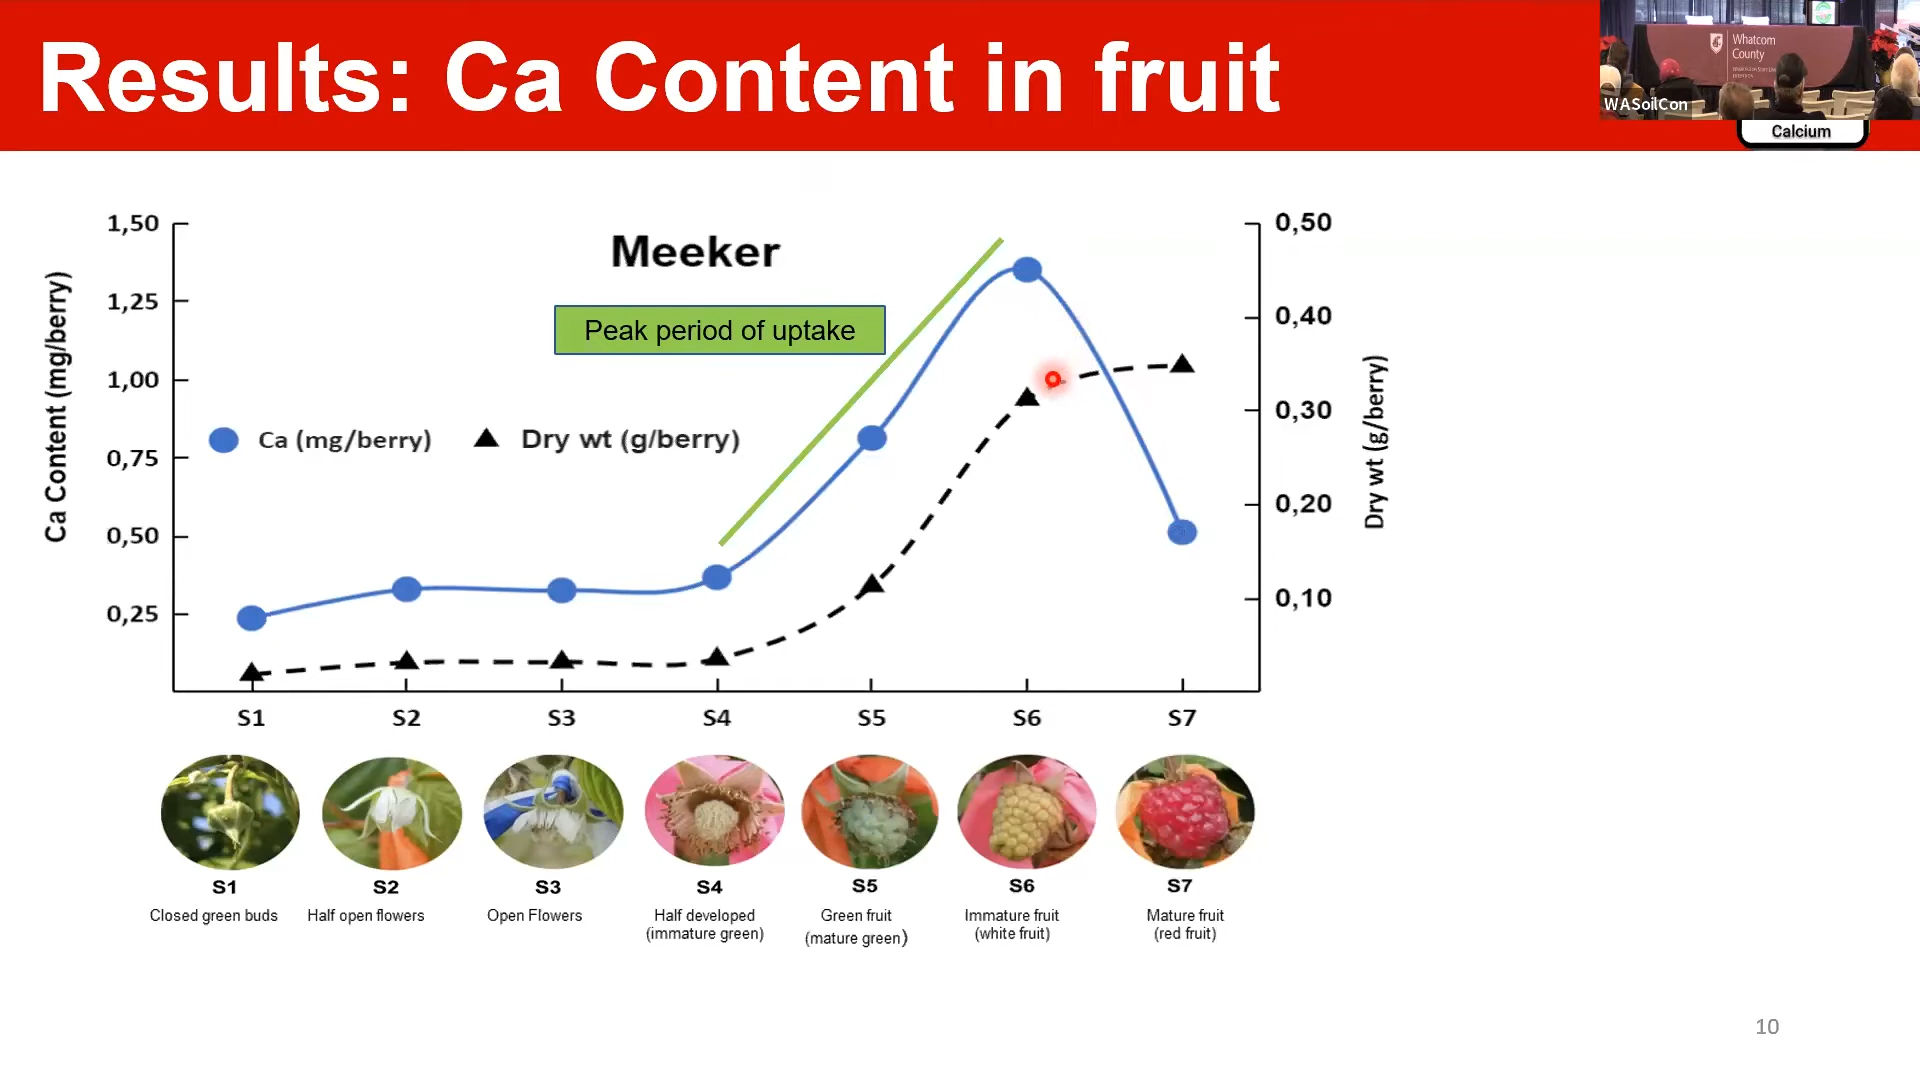 Results: Ca Content in fruit
Whatcom
County
WASoilCon
Calcium
Meeker
Peak period of uptake
Ca (mg/berry)
Dry wt (g/berry)
Ca Content (mg/berry)
1,50
1,25
1,00
0,75
0,50
0,25
0,50
0,40
0,30
0,20
0,10
Dry wt (g/berry)
S1 S2 S3 S4 S5 S6 S7
S1 S2 S3 S4 S5 S6 S7
Closed green buds
Half open flowers
Open Flowers
Half developed
(immature green)
Green fruit
(mature green)
Immature fruit
(white fruit)
Mature fruit
(red fruit)
10